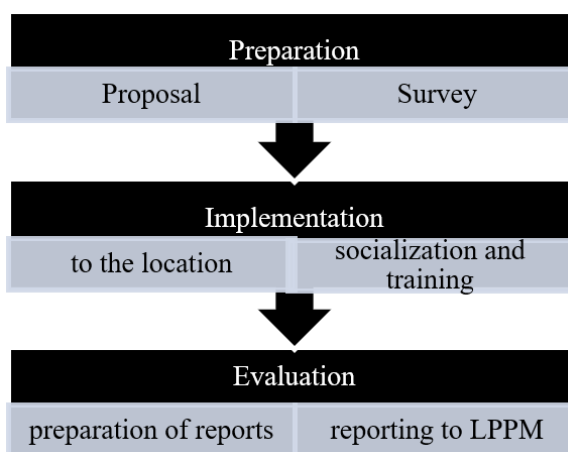 Preparation
Proposal
Survey
Implementation
to the location
socialization and
training
Evaluation
preparation of reports
reporting to LPPM